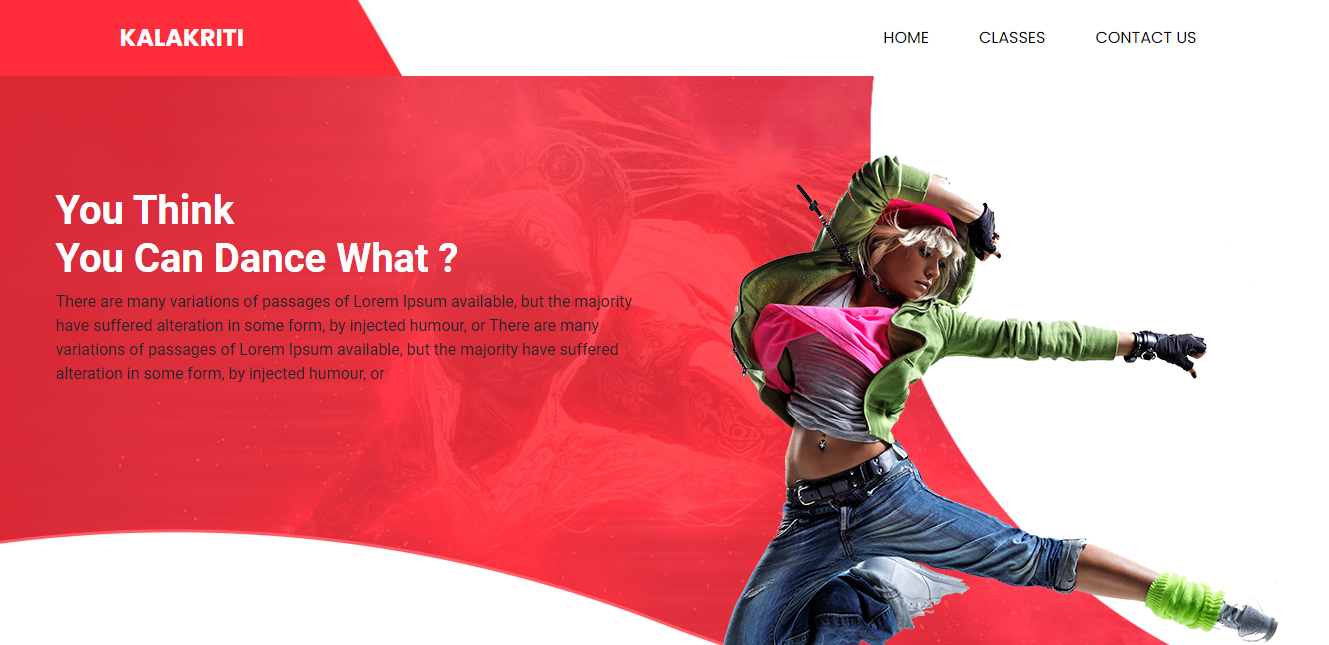 KALAKRITI
HOME CLASSES CONTACT US
You Think
You Can Dance What ?
There are many variations of passages of Lorem Ipsum available, but the majority
have suffered alteration in some form, by injected humour, or There are many
variations of passages of Lorem Ipsum available, but the majority have suffered
alteration in some form, by injected humour, or